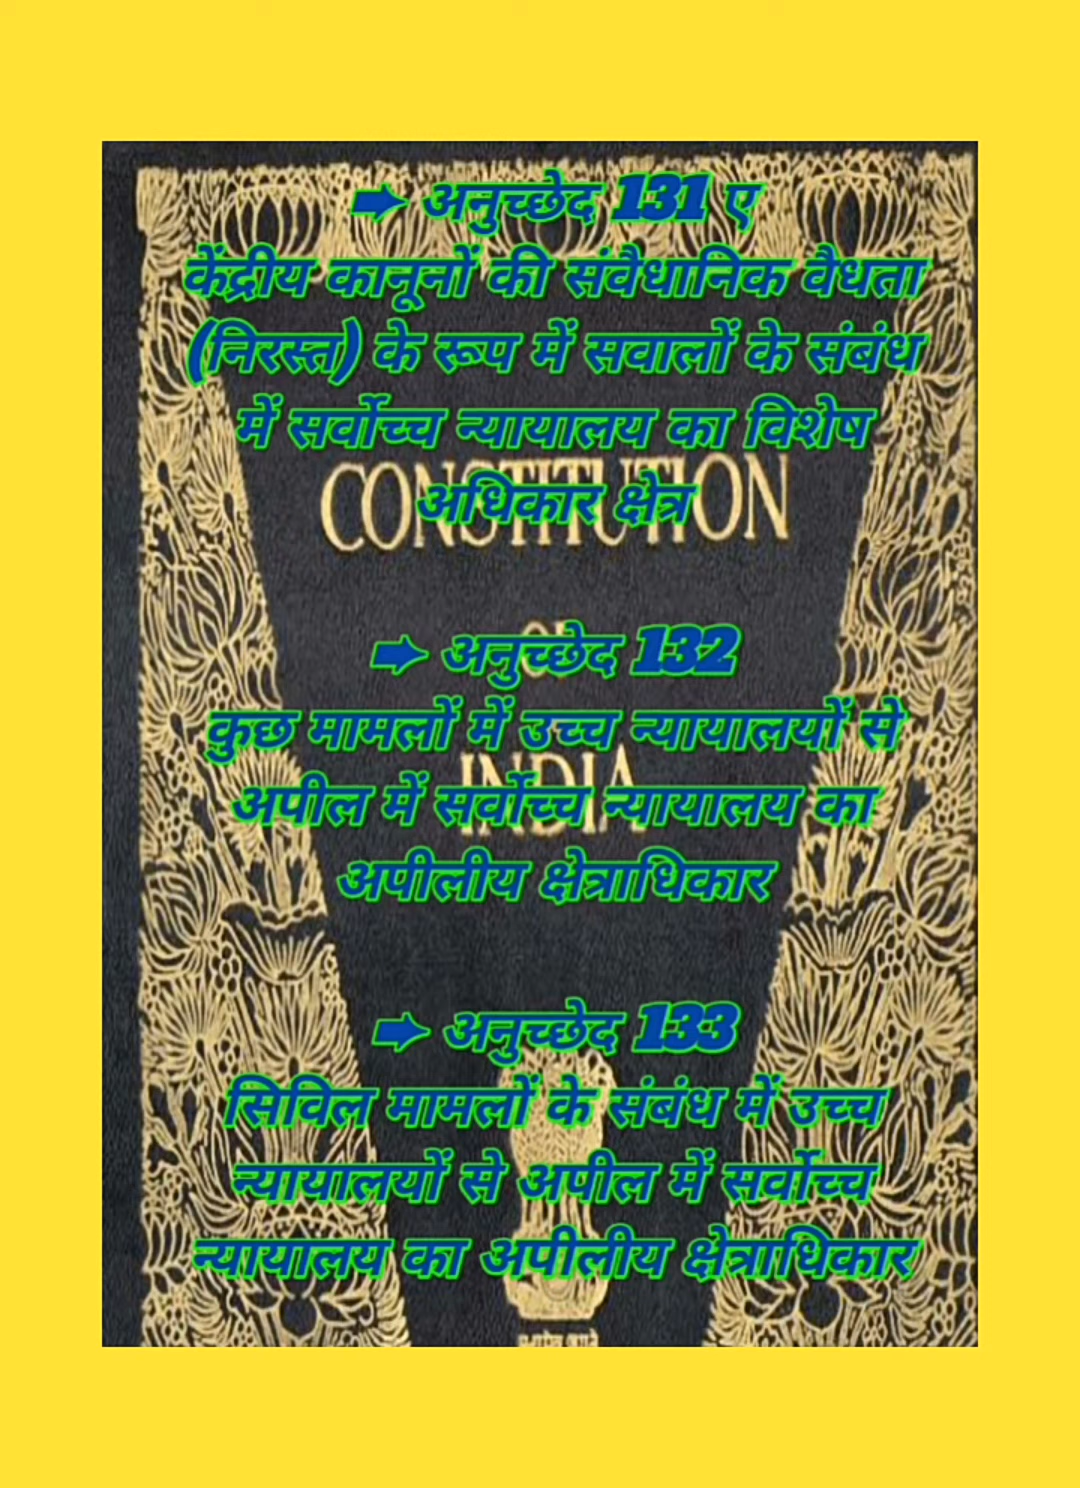 ➡ अनुच्छेद 131 ए
केंद्रीय कानूनों की संवैधानिक वैधता
(निरस्त) के रूप में सवालों के संबंध
में सर्वोच्च न्यायालय का विशेष
अधिकार क्षेत्र
CONSTITUTION
➡ अनुच्छेद 132
OF
कुछ मामलों में उच्च न्यायालयों से
INDIA
अपील में सर्वोच्च न्यायालय का
अपीलीय क्षेत्राधिकार
➡ अनुच्छेद 133
सिविल मामलों के संबंध में उच्च
न्यायालयों से अपील में सर्वोच्च
न्यायालय का अपीलीय क्षेत्राधिकार